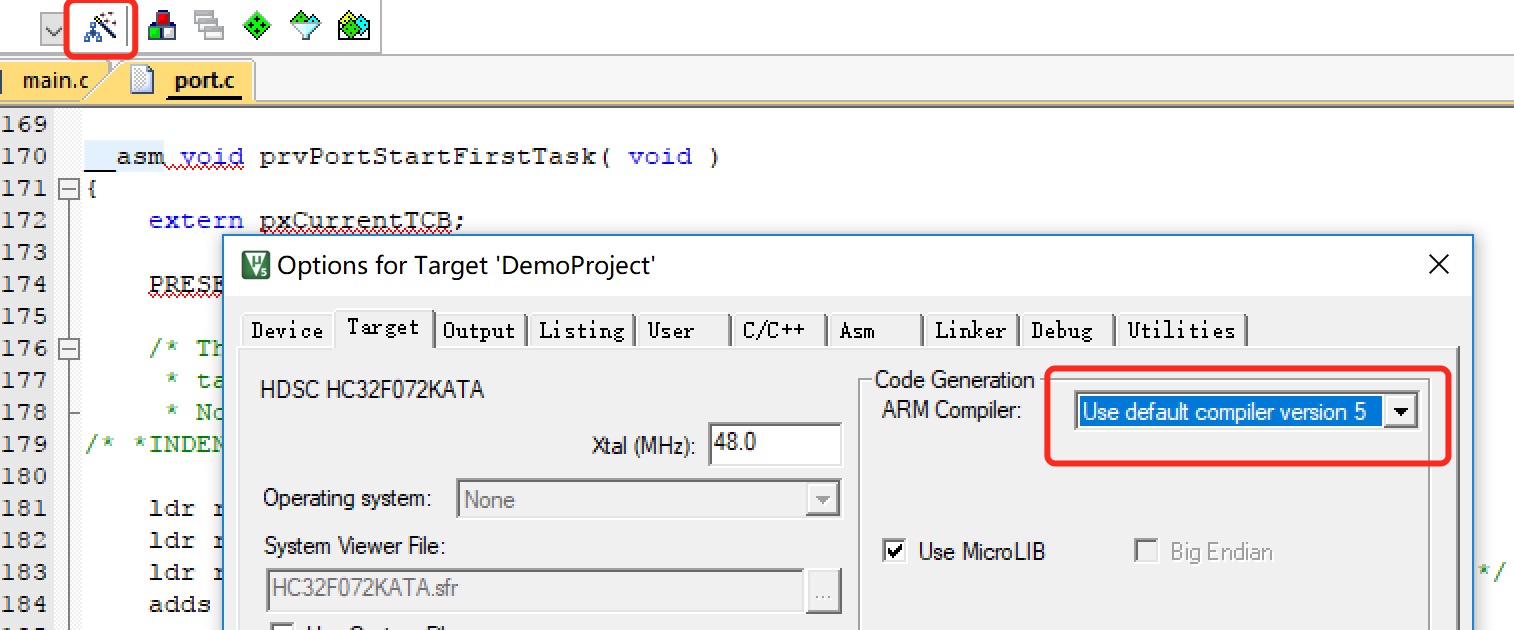 main.c port.c
169
170 __asm void prvPortStartFirstTask( void )
171 {
172 extern pxCurrentTCB;
173
174 PRESE
175
176 /* Th
177 * ta
178 * No
179 /* *INDEN
180
181 ldr r
182 ldr r
183 ldr r */
184 adds
Options for Target 'DemoProject'
Device Target Output Listing User C/C++ Asm Linker Debug Utilities
HDSC HC32F072KATA
Xtal (MHz): 48.0
Operating system: None
System Viewer File:
HC32F072KATA.sfr ...
Code Generation
ARM Compiler: Use default compiler version 5
Use MicroLIB Big Endian